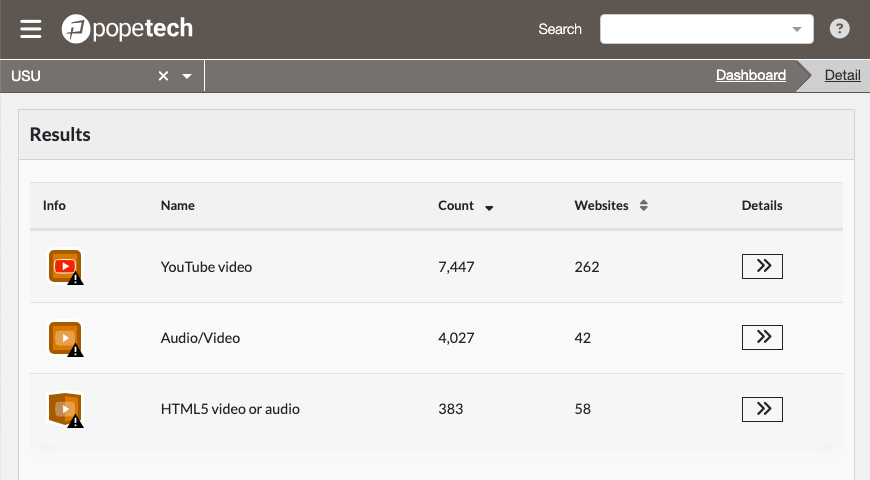 popetech
Search
?
USU
Dashboard
Detail
Results
Info Name Count Websites Details
YouTube video 7,447 262
Audio/Video 4,027 42
HTML5 video or audio 383 58